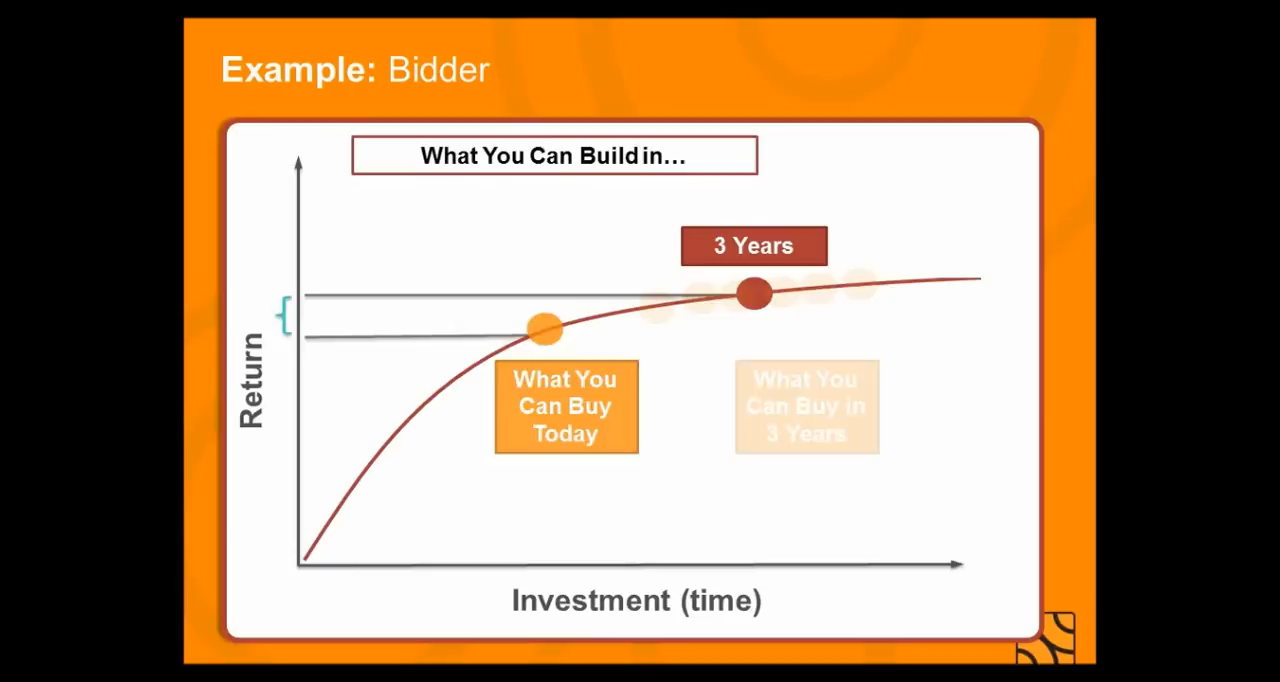 Example: Bidder
What You Can Build in...
3 Years
What You
Can Buy
Today
What You
Can Buy in
3 Years
Return
Investment (time)